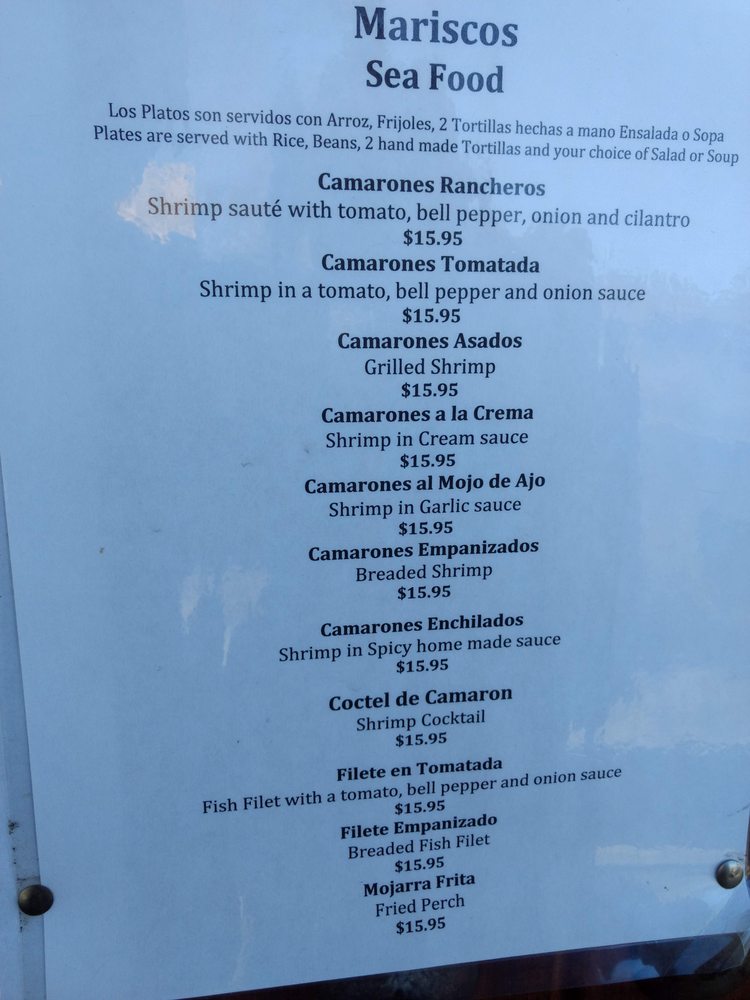 Mariscos
Sea Food
Los Platos son servidos con Arroz, Frijoles, 2 Tortillas hechas a mano Ensalada o Sopa
Plates are served with Rice, Beans, 2 hand made Tortillas and your choice of Salad or Soup
Camarones Rancheros
Shrimp sauté with tomato, bell pepper, onion and cilantro
$15.95
Camarones Tomatada
Shrimp in a tomato, bell pepper and onion sauce
$15.95
Camarones Asados
Grilled Shrimp
$15.95
Camarones a la Crema
Shrimp in Cream sauce
$15.95
Camarones al Mojo de Ajo
Shrimp in Garlic sauce
$15.95
Camarones Empanizados
Breaded Shrimp
$15.95
Camarones Enchilados
Shrimp in Spicy home made sauce
$15.95
Coctel de Camaron
Shrimp Cocktail
$15.95
Filete en Tomatada
Fish Filet with a tomato, bell pepper and onion sauce
$15.95
Filete Empanizado
Breaded Fish Filet
$15.95
Mojarra Frita
Fried Perch
$15.95